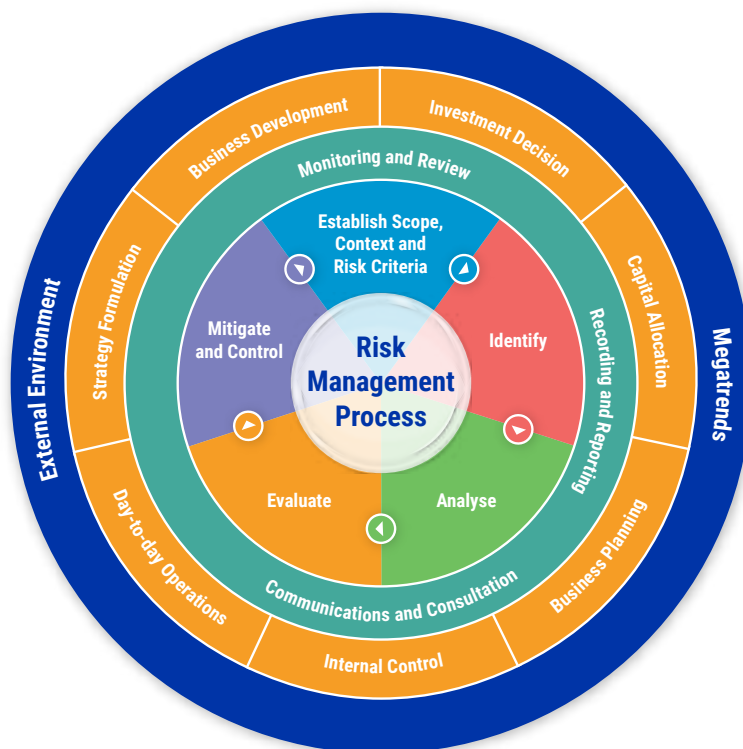 Business Development
Investment Decision
Monitoring and Review
Establish Scope,
Context and
Risk Criteria
Strategy Formulation
Capital Allocation
External Environment
Megatrends
Mitigate
and Control
Identify
Recording and Reporting
Risk
Management
Process
Evaluate
Analyse
Day-to-day Operations
Business Planning
Communications and Consultation
Internal Control